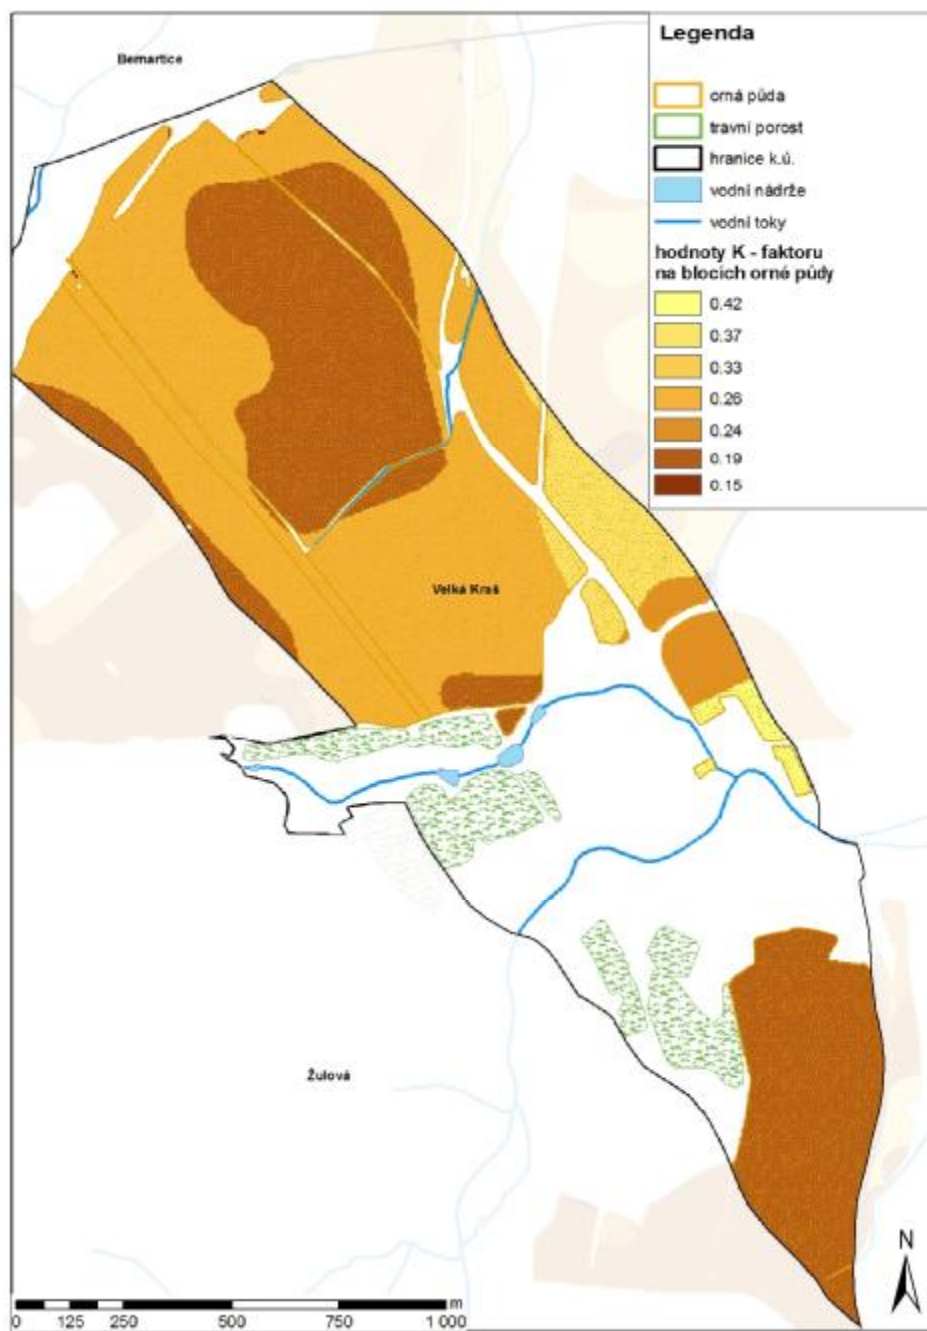 Bernartice
Legenda
orná půda
travní porost
hranice k.ú.
vodní nádrže
vodní toky
hodnoty K - faktoru
na blocích orné půdy
0.42
0.37
0.33
0.26
0.24
0.19
0.15
Velká Kraš
Žulová
N
m
0 125 250 500 750 1 000